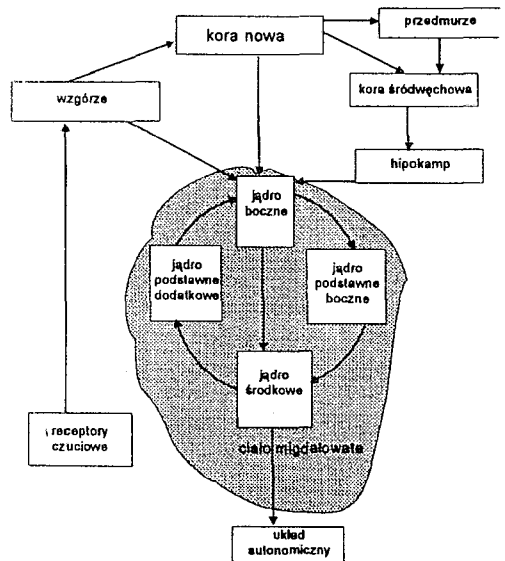 kora nowa
przedmurze
wzgórze
kora śródwęchowa
hipokamp
jądro
boczne
jądro
podstawne
dodatkowe
jądro
podstawne
boczne
jądro
środkowe
receptory
czuciowe
ciało migdałowate
układ
autonomiczny